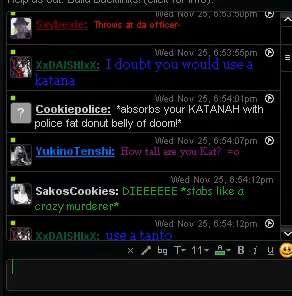 Help us out. Build Backlinks! (click for info).
Wed Nov 25, 6:53:50pm
Sxybexie: Throws at da officer-
Wed Nov 25, 6:53:55pm
XxDAISHIxX: I doubt you would use a
katana
Wed Nov 25, 6:54:01pm
Cookiepolice: *absorbs your KATANAH with
police fat donut belly of doom!*
Wed Nov 25, 6:54:07pm
YukinoTenshi: How tall are you Kat? =o
Wed Nov 25, 6:54:12pm
SakosCookies: DIEEEEEE *stabs like a
crazy murderer*
Wed Nov 25, 6:54:12pm
XxDAISHIxX: use a tanto
bg T 11 A B i U